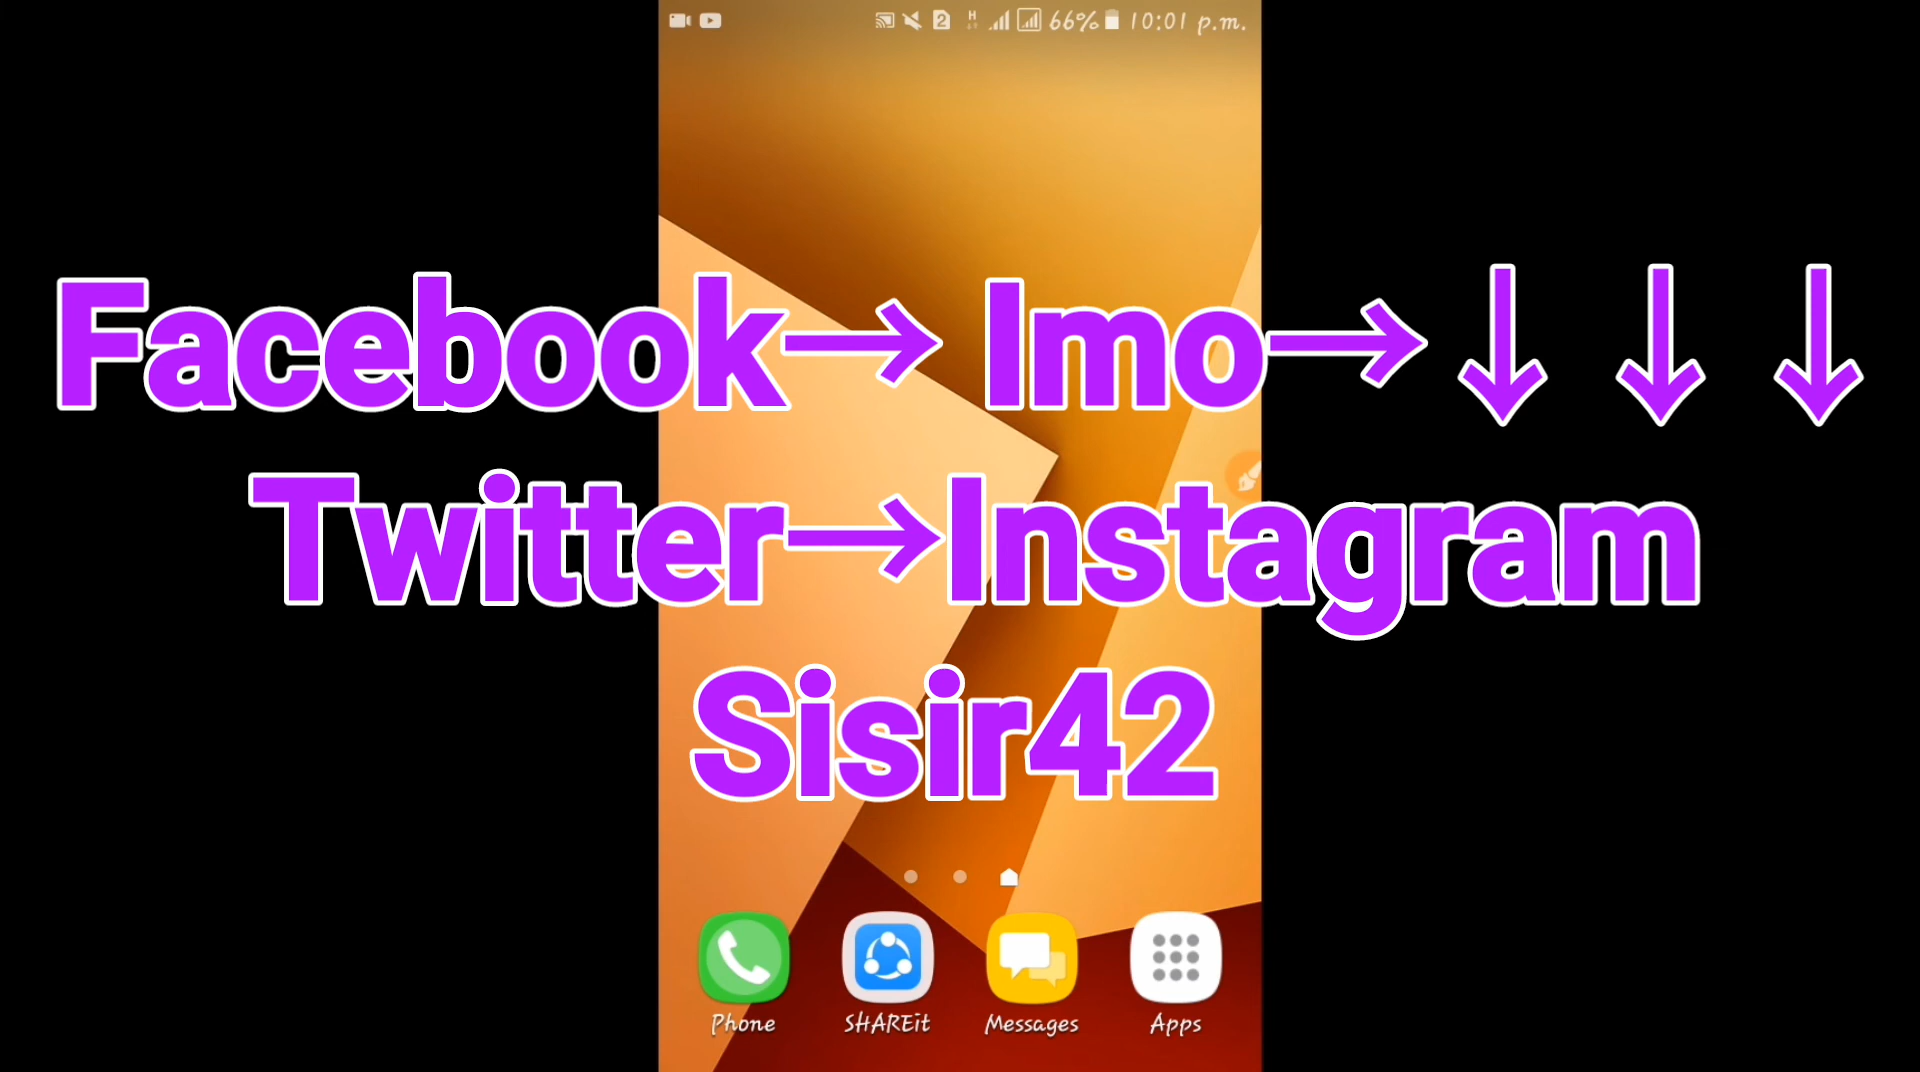 66% 10:01 p.m.
Facebook→ Imo→↓ ↓ ↓
Twitter→Instagram
Sisir42
Phone SHAREit Messages Apps